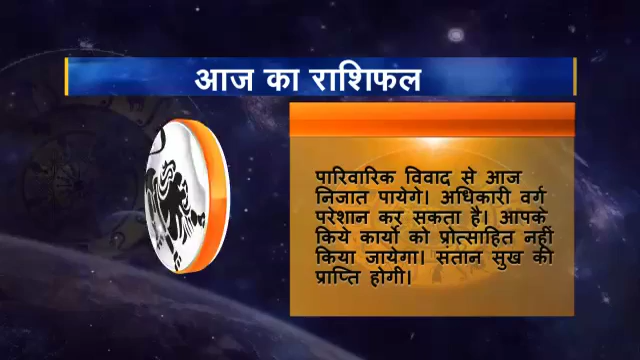 आज का राशिफल
पारिवारिक विवाद से आज
निजात पायेगे। अधिकारी वर्ग
परेशान कर सकता है। आपके
किये कार्यो को प्रोत्साहित नहीं
किया जायेगा। संतान सुख की
प्राप्ति होगी।